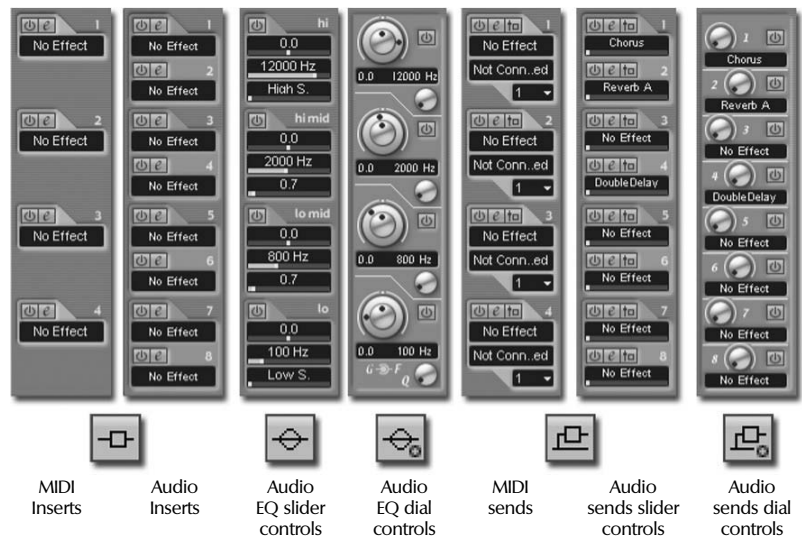 1
e
No Effect
2
e
No Effect
3
e
No Effect
4
e
No Effect
1
e
No Effect
2
e
No Effect
3
e
No Effect
4
e
No Effect
5
e
No Effect
6
e
No Effect
7
e
No Effect
8
e
No Effect
hi
0.0
12000 Hz
High S.
hi mid
0.0
2000 Hz
0.7
lo mid
0.0
800 Hz
0.7
lo
0.0
100 Hz
Low S.
0.0 12000 Hz
0.0 2000 Hz
0.0 800 Hz
0.0 100 Hz
G F
Q
1
e
No Effect
Not Conn..ed
1
2
e
No Effect
Not Conn..ed
1
3
e
No Effect
Not Conn..ed
1
4
e
No Effect
Not Conn..ed
1
1
e
Chorus
2
e
Reverb A
3
e
No Effect
4
e
DoubleDelay
5
e
No Effect
6
e
No Effect
7
e
No Effect
8
e
No Effect
1
Chorus
2
Reverb A
3
No Effect
4
DoubleDelay
5
No Effect
6
No Effect
7
No Effect
8
No Effect
MIDI
Inserts
Audio
Inserts
Audio
EQ slider
controls
Audio
EQ dial
controls
MIDI
sends
Audio
sends slider
controls
Audio
sends dial
controls